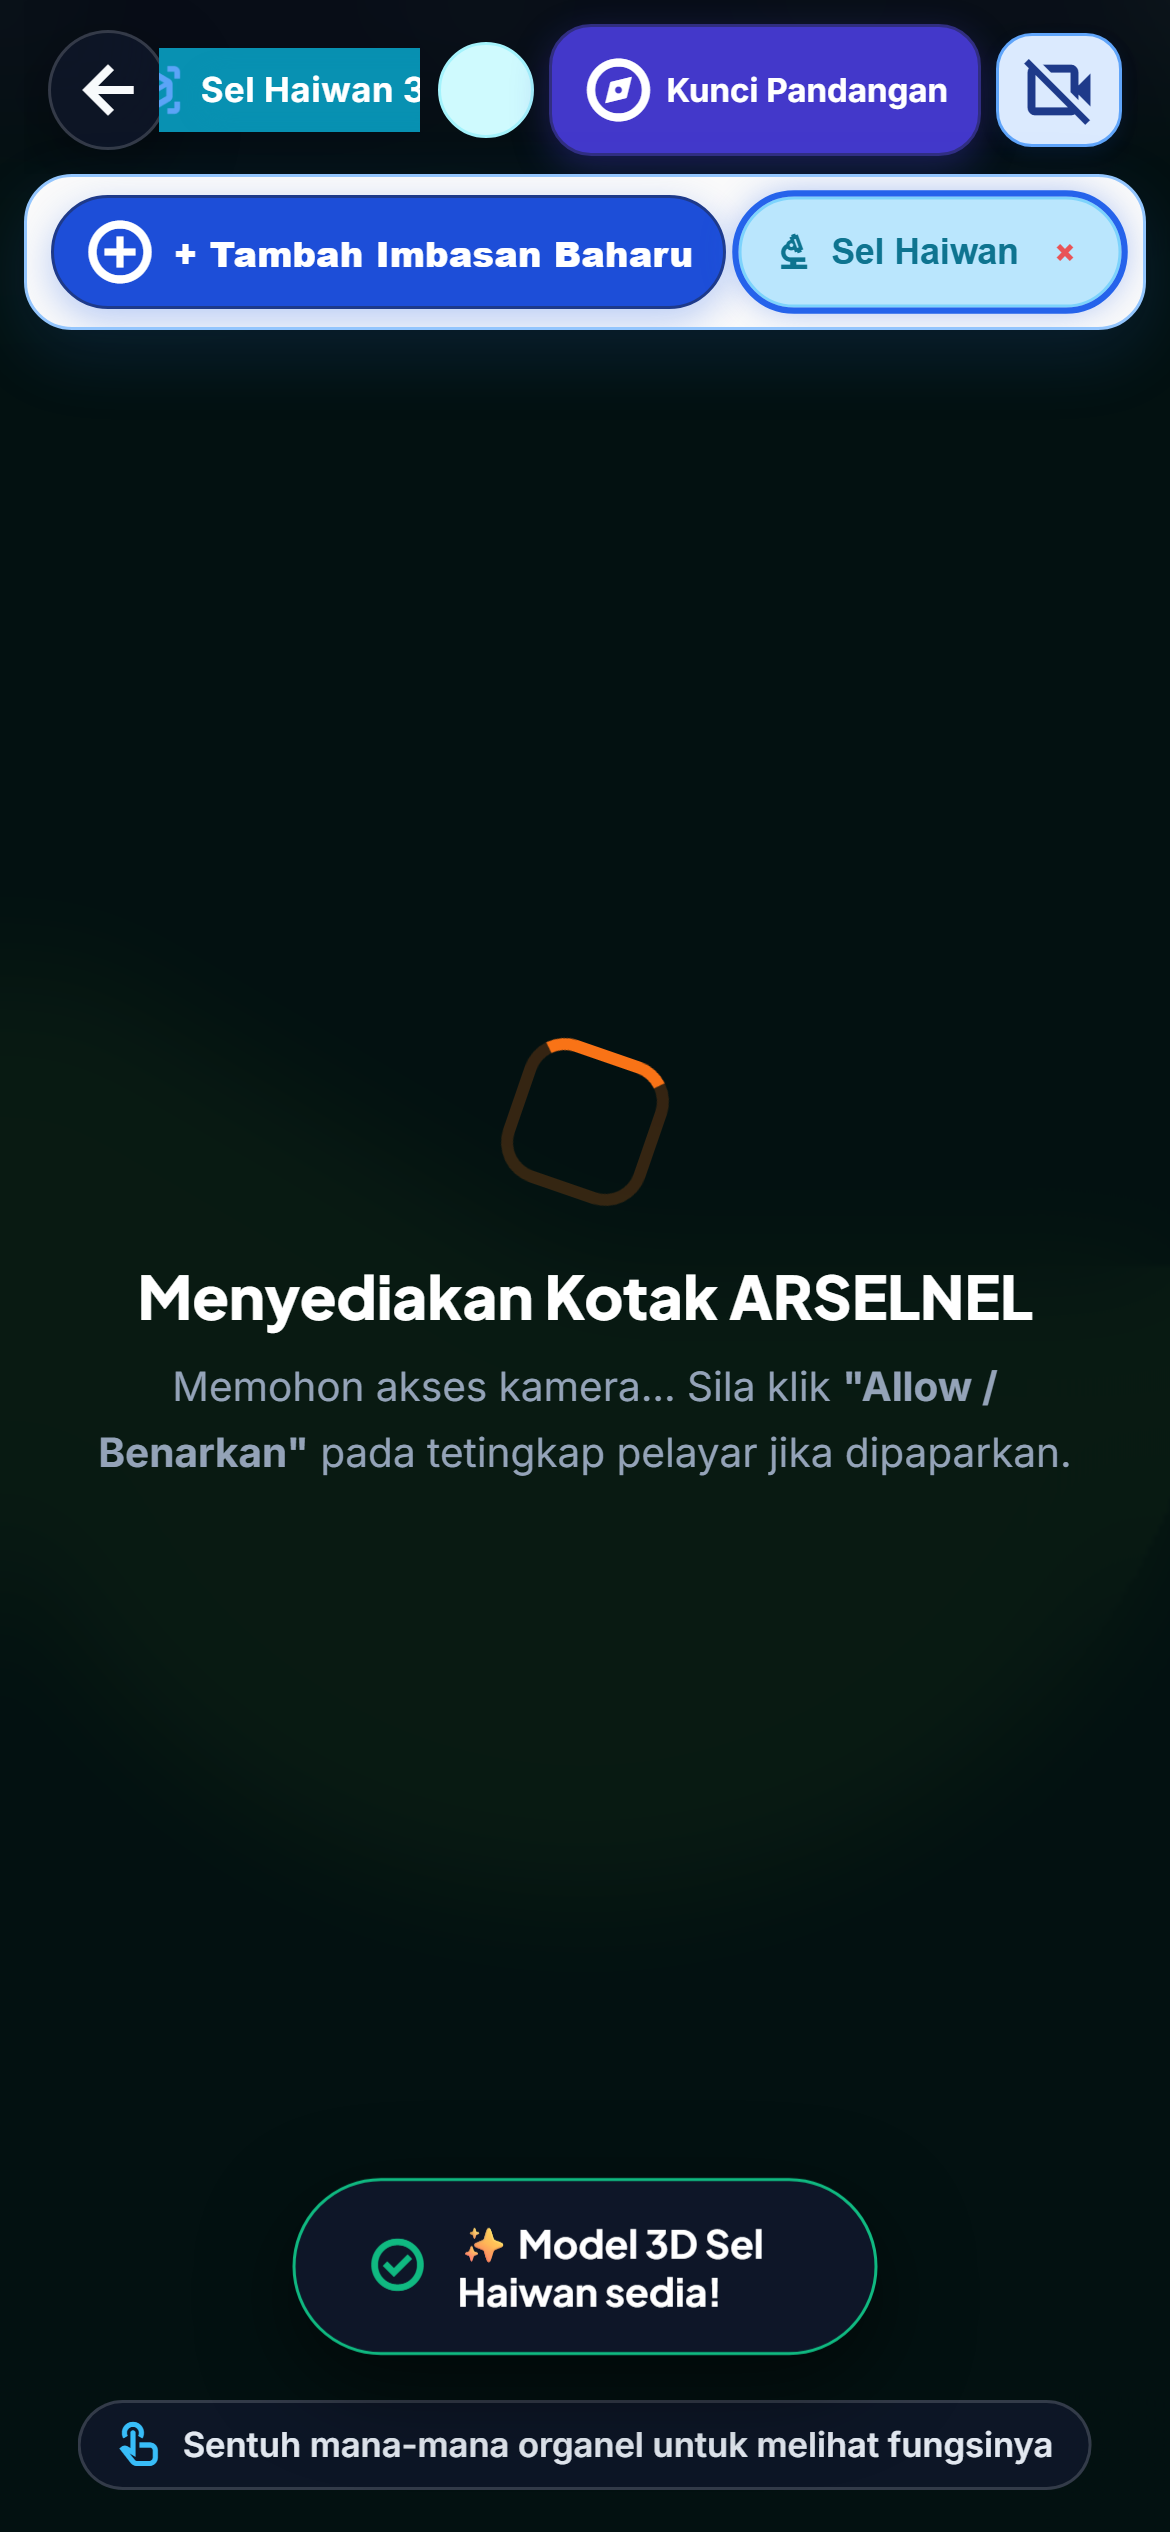 Sel Haiwan 3
Kunci Pandangan
+ Tambah Imbasan Baharu
Sel Haiwan ×
Menyediakan Kotak ARSELNEL
Memohon akses kamera... Sila klik "Allow /
Benarkan" pada tetingkap pelayar jika dipaparkan.
✨ Model 3D Sel
Haiwan sedia!
Sentuh mana-mana organel untuk melihat fungsinya